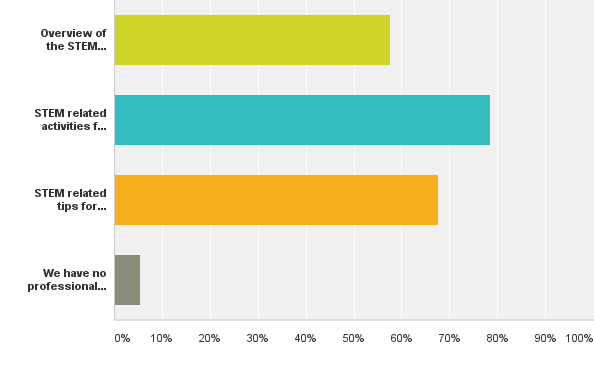 Overview of
the STEM...
STEM related
activities f...
STEM related
tips for...
We have no
professional...
0% 10% 20% 30% 40% 50% 60% 70% 80% 90% 100%